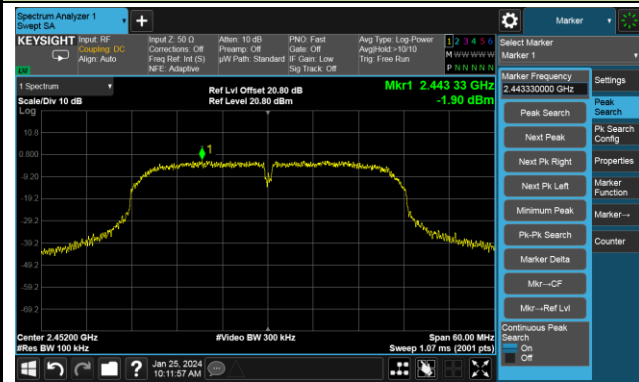 Spectrum Analyzer 1
Swept SA
+
Marker
KEYSIGHT
Input: RF
Coupling: DC
Align: Auto
Input Z: 50 Ω
Corrections: Off
Freq Ref: Int (S)
NFE: Adaptive
Atten: 10 dB
Preamp: Off
µW Path: Standard
PNO: Fast
Gate: Off
IF Gain: Low
Sig Track: Off
Avg Type: Log-Power
Avg|Hold:>10/10
Trig: Free Run
1 2 3 4 5 6
M W W W W W
P N N N N N
LW
Select Marker
Marker 1
1 Spectrum
Scale/Div 10 dB
Log
Ref Lvl Offset 20.80 dB
Ref Level 20.80 dBm
Mkr1 2.443 33 GHz
-1.90 dBm
10.8
0.800
-9.20
-19.2
-29.2
-39.2
-49.2
-59.2
-69.2
1
Center 2.45200 GHz
#Res BW 100 kHz
#Video BW 300 kHz
Span 60.00 MHz
Sweep 1.07 ms (2001 pts)
Marker Frequency
2.443330000 GHz
Peak Search
Next Peak
Next Pk Right
Next Pk Left
Minimum Peak
Pk-Pk Search
Marker Delta
Mkr→CF
Mkr→Ref Lvl
Continuous Peak
Search
On
Off
Settings
Peak
Search
Pk Search
Config
Properties
Marker
Function
Marker→
Counter
?
Jan 25, 2024
10:11:57 AM